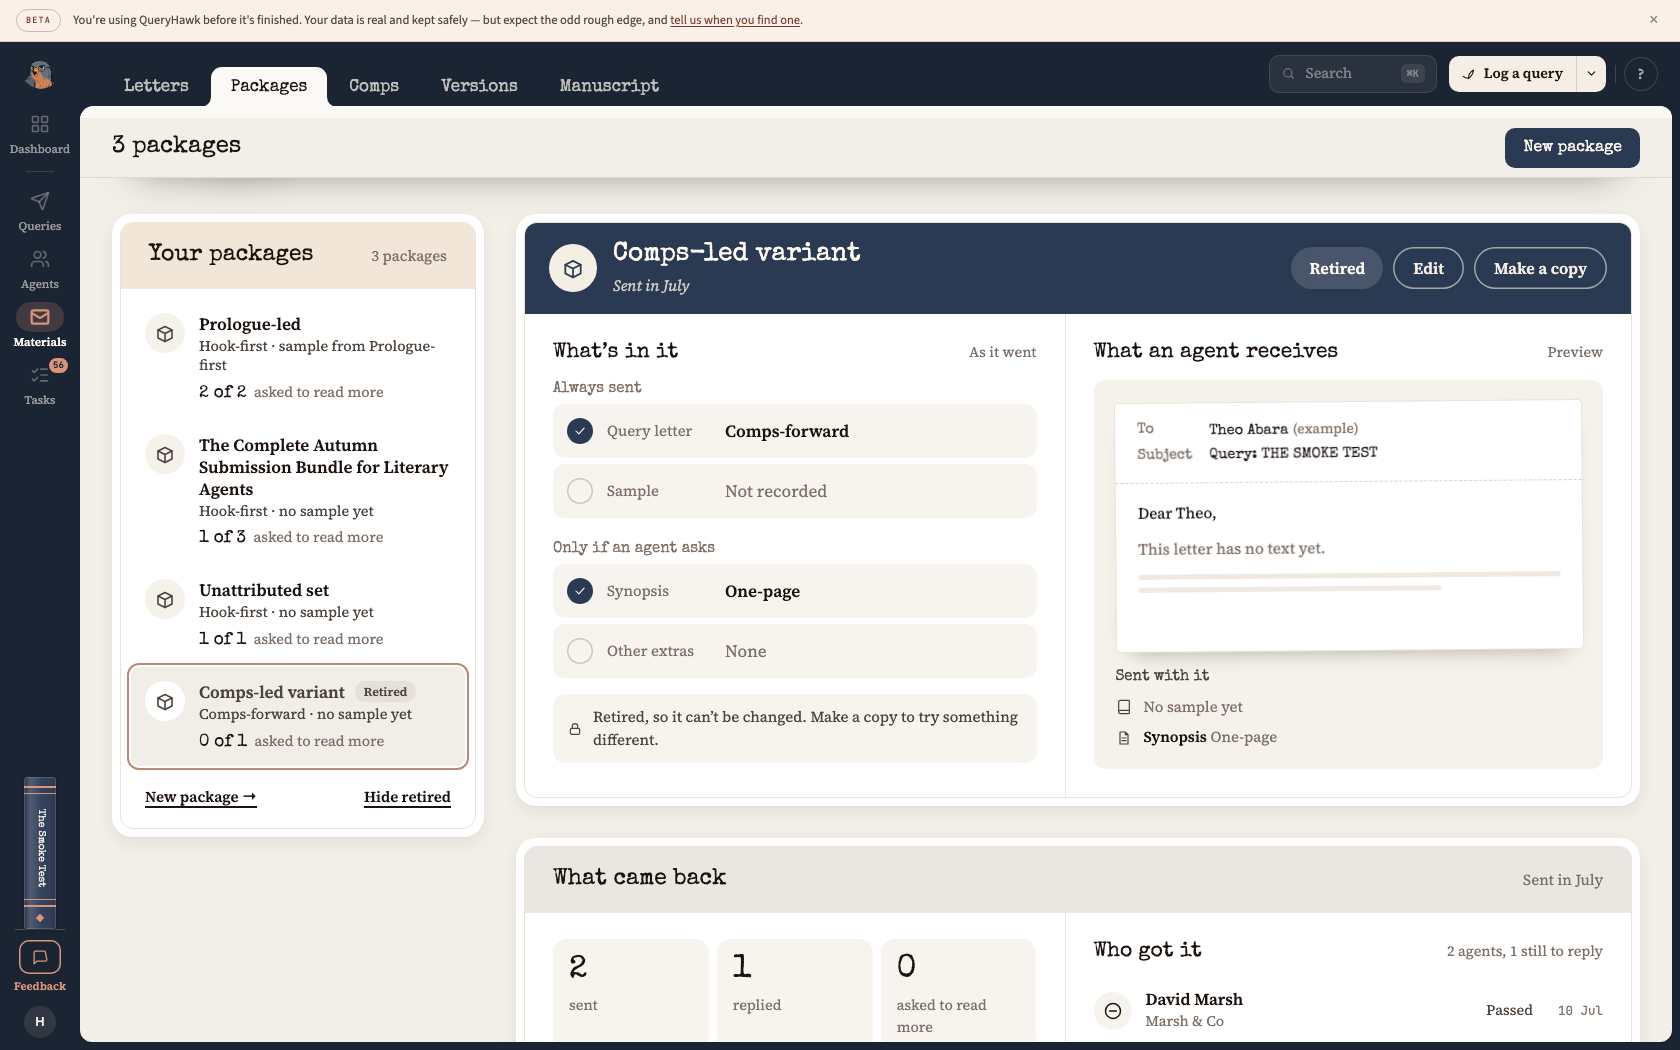 BETA You're using QueryHawk before it's finished. Your data is real and kept safely — but expect the odd rough edge, and tell us when you find one. ×
Letters Packages Comps Versions Manuscript
Search ⌘K Log a query ?
Dashboard
Queries
Agents
Materials
56
Tasks
The Smoke Test
Feedback
H
3 packages New package
Your packages 3 packages
Prologue-led
Hook-first · sample from Prologue-
first
2 of 2 asked to read more
The Complete Autumn
Submission Bundle for Literary
Agents
Hook-first · no sample yet
1 of 3 asked to read more
Unattributed set
Hook-first · no sample yet
1 of 1 asked to read more
Comps-led variant Retired
Comps-forward · no sample yet
0 of 1 asked to read more
New package → Hide retired
Comps-led variant
Sent in July
Retired Edit Make a copy
What's in it As it went
Always sent
Query letter Comps-forward
Sample Not recorded
Only if an agent asks
Synopsis One-page
Other extras None
Retired, so it can't be changed. Make a copy to try something
different.
What an agent receives Preview
To Theo Abara (example)
Subject Query: THE SMOKE TEST
Dear Theo,
This letter has no text yet.
Sent with it
No sample yet
Synopsis One-page
What came back Sent in July
2 1 0
sent replied asked to read
more
Who got it 2 agents, 1 still to reply
David Marsh
Marsh & Co
Passed 10 Jul